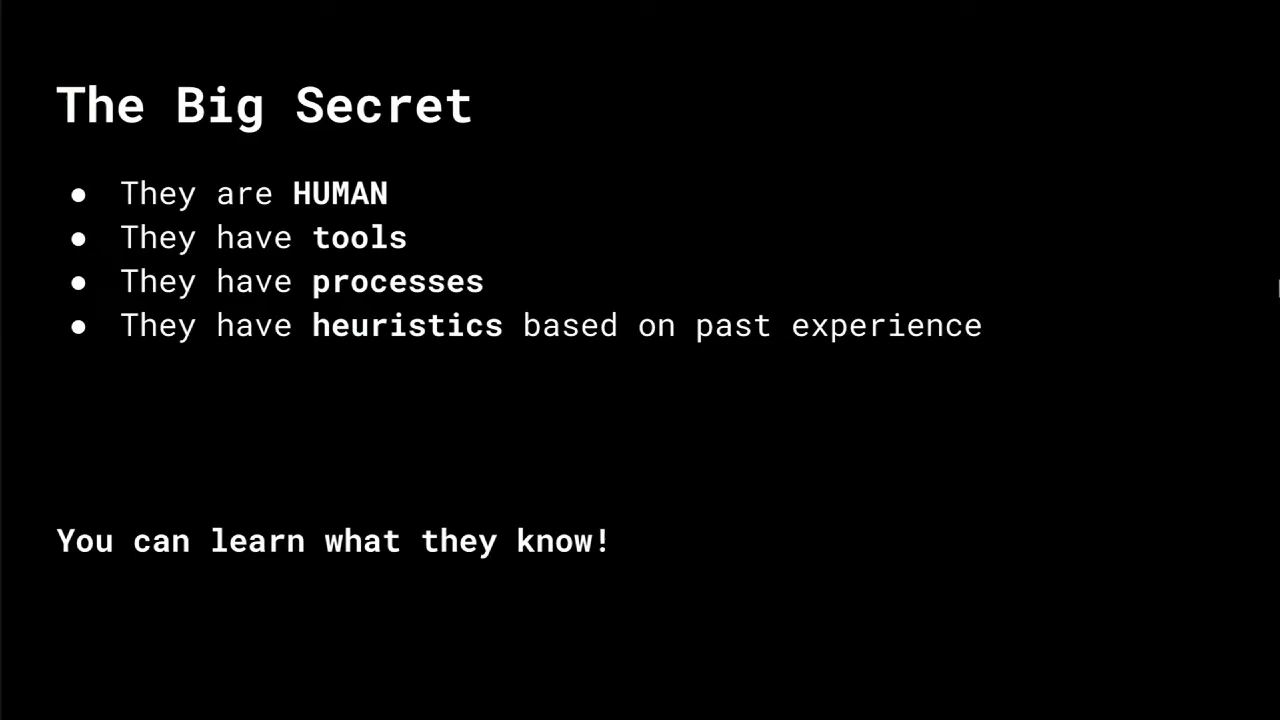 The Big Secret
● They are HUMAN
● They have tools
● They have processes
● They have heuristics based on past experience
You can learn what they know!